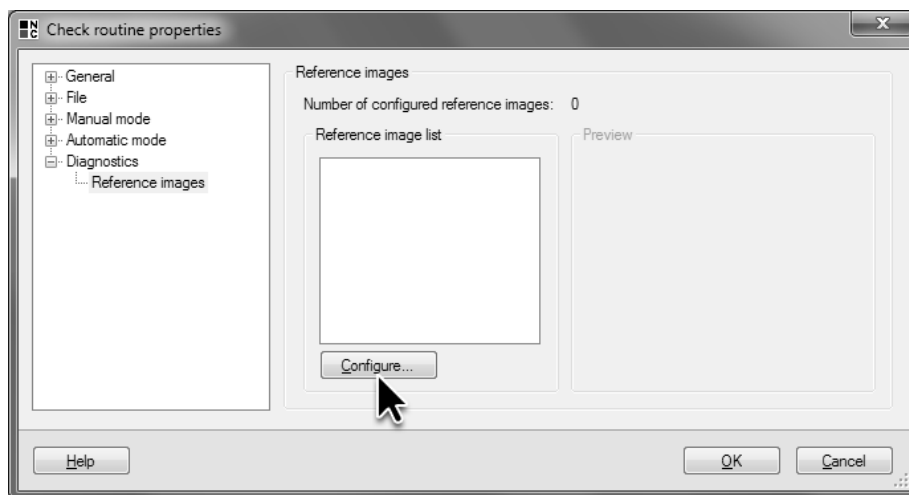 NC
Check routine properties
x
General
File
Manual mode
Automatic mode
Diagnostics
Reference images
Reference images
Number of configured reference images: 0
Reference image list
Preview
Configure...
Help
OK
Cancel